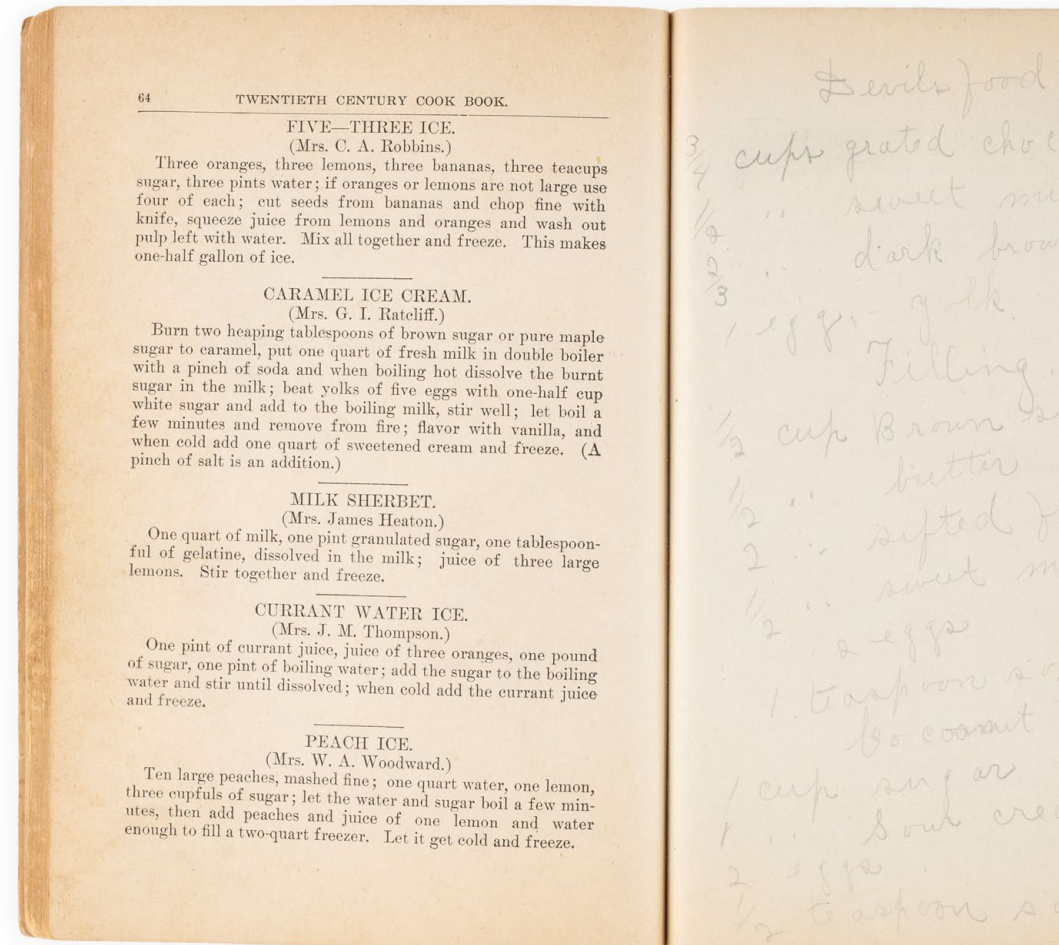 64 TWENTIETH CENTURY COOK BOOK.
FIVE—THREE ICE.
(Mrs. C. A. Robbins.)
Three oranges, three lemons, three bananas, three teacups
sugar, three pints water; if oranges or lemons are not large use
four of each; cut seeds from bananas and chop fine with
knife, squeeze juice from lemons and oranges and wash out
pulp left with water. Mix all together and freeze. This makes
one-half gallon of ice.
CARAMEL ICE CREAM.
(Mrs. G. I. Ratcliff.)
Burn two heaping tablespoons of brown sugar or pure maple
sugar to caramel, put one quart of fresh milk in double boiler
with a pinch of soda and when boiling hot dissolve the burnt
sugar in the milk; beat yolks of five eggs with one-half cup
white sugar and add to the boiling milk, stir well; let boil a
few minutes and remove from fire; flavor with vanilla, and
when cold add one quart of sweetened cream and freeze. (A
pinch of salt is an addition.)
MILK SHERBET.
(Mrs. James Heaton.)
One quart of milk, one pint granulated sugar, one tablespoon-
ful of gelatine, dissolved in the milk; juice of three large
lemons. Stir together and freeze.
CURRANT WATER ICE.
(Mrs. J. M. Thompson.)
One pint of currant juice, juice of three oranges, one pound
of sugar, one pint of boiling water; add the sugar to the boiling
water and stir until dissolved; when cold add the currant juice
and freeze.
PEACH ICE.
(Mrs. W. A. Woodward.)
Ten large peaches, mashed fine; one quart water, one lemon,
three cupfuls of sugar; let the water and sugar boil a few min-
utes, then add peaches and juice of one lemon and water
enough to fill a two-quart freezer. Let it get cold and freeze.
Devils food
3/4 cups grated choc
1/2 " sweet mi
2/3 " dark brow
1 egg. yolk.
Filling.
1/2 cup Brown s
1/2 " butter
2 " sifted f
1/2 " sweet m
2 eggs
1 teaspoon so
1 cup sugar
1 " Sour cre
2 eggs
1/2 teaspoon s